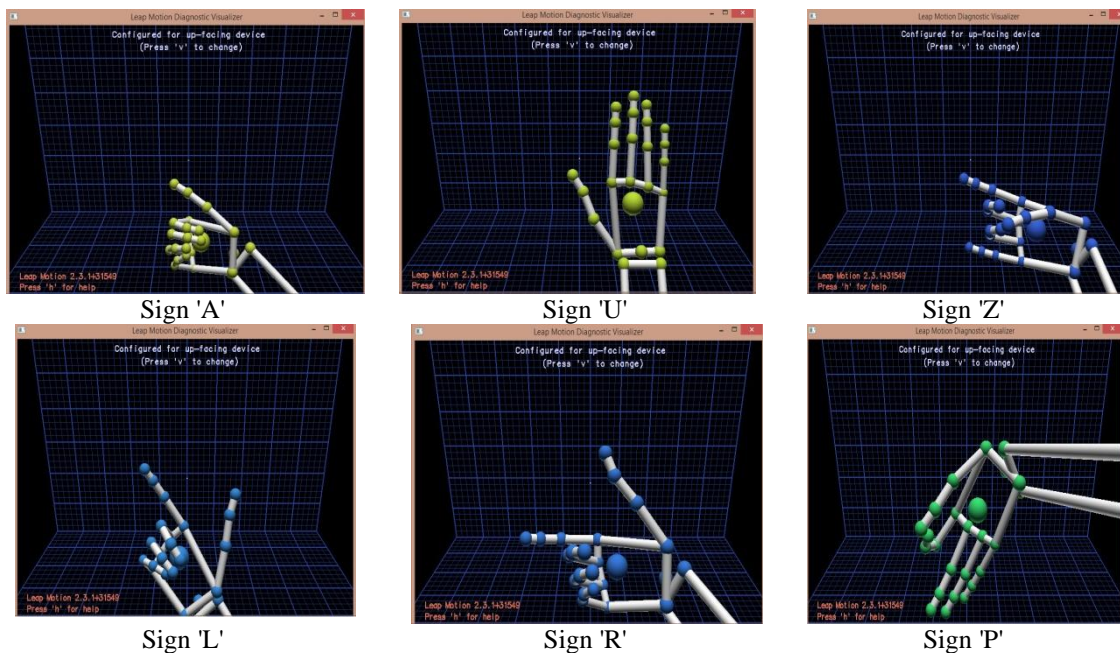 Leap Motion Diagnostic Visualizer
Configured for up-facing device
(Press 'v' to change)
Leap Motion 2.3.1+31549
Press 'h' for help
Sign 'A'
Leap Motion Diagnostic Visualizer
Configured for up-facing device
(Press 'v' to change)
Leap Motion 2.3.1+31549
Press 'h' for help
Sign 'U'
Leap Motion Diagnostic Visualizer
Configured for up-facing device
(Press 'v' to change)
Leap Motion 2.3.1+31549
Press 'h' for help
Sign 'Z'
Leap Motion Diagnostic Visualizer
Configured for up-facing device
(Press 'v' to change)
Leap Motion 2.3.1+31549
Press 'h' for help
Sign 'L'
Leap Motion Diagnostic Visualizer
Configured for up-facing device
(Press 'v' to change)
Leap Motion 2.3.1+31549
Press 'h' for help
Sign 'R'
Leap Motion Diagnostic Visualizer
Configured for up-facing device
(Press 'v' to change)
Leap Motion 2.3.1+31549
Press 'h' for help
Sign 'P'